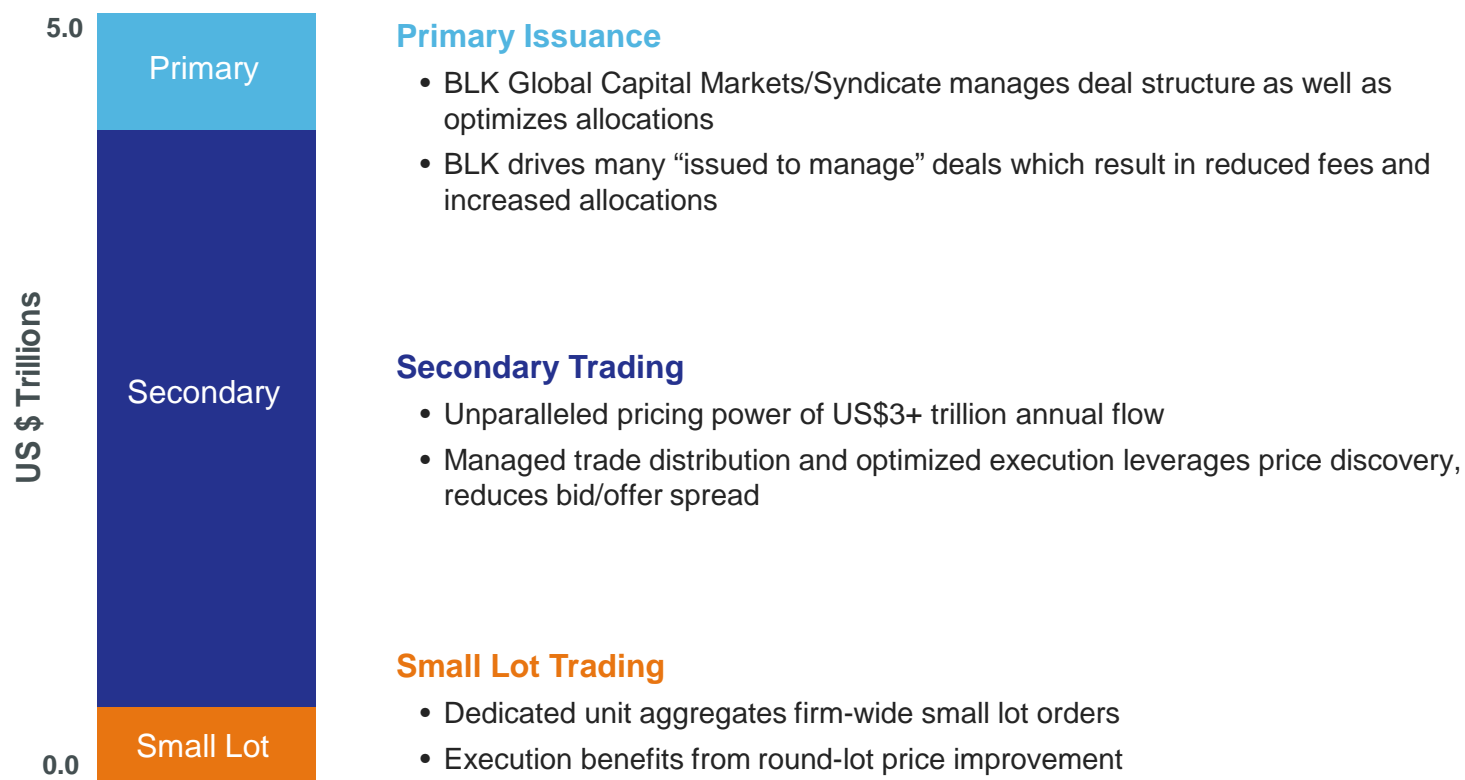 5.0
US $ Trillions
0.0
Primary
Secondary
Small Lot
Primary Issuance
• BLK Global Capital Markets/Syndicate manages deal structure as well as
optimizes allocations
• BLK drives many “issued to manage” deals which result in reduced fees and
increased allocations
Secondary Trading
• Unparalleled pricing power of US$3+ trillion annual flow
• Managed trade distribution and optimized execution leverages price discovery,
reduces bid/offer spread
Small Lot Trading
• Dedicated unit aggregates firm-wide small lot orders
• Execution benefits from round-lot price improvement